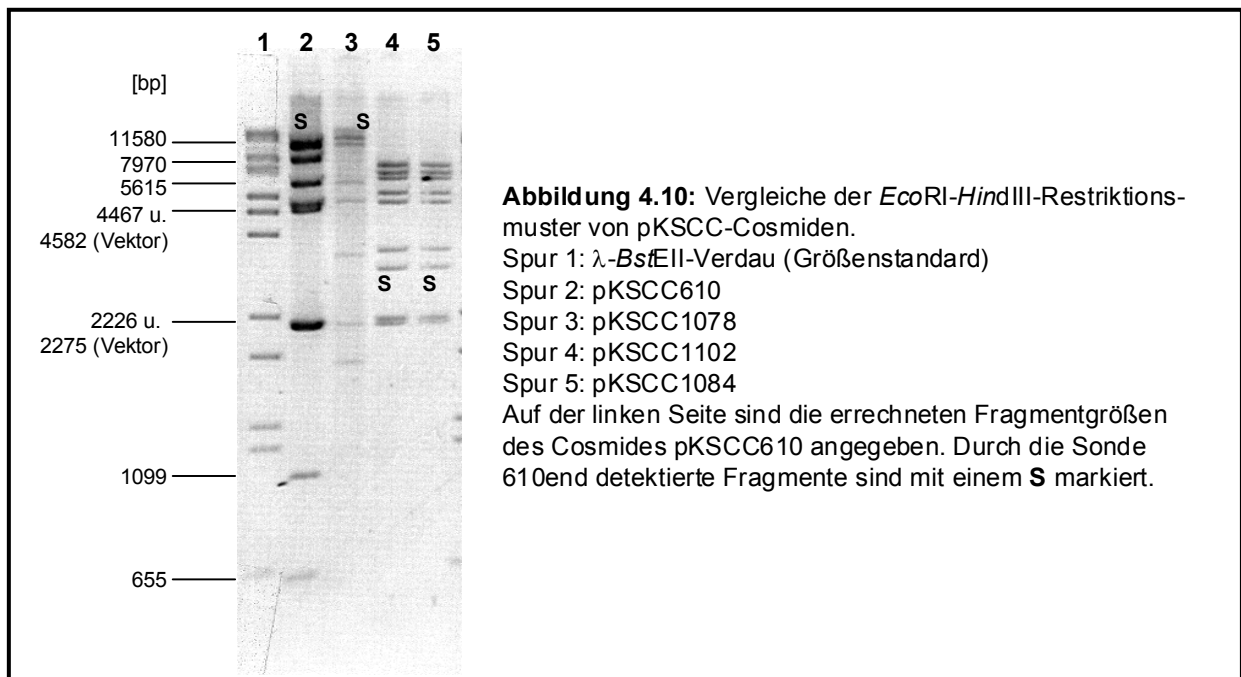 1 2 3 4 5
[bp]
11580
7970
5615
4467 u.
4582 (Vektor)
2226 u.
2275 (Vektor)
1099
655
S S
S S
Abbildung 4.10: Vergleiche der EcoRI-HindIII-Restriktions-
muster von pKSCC-Cosmiden.
Spur 1: λ-BstEII-Verdau (Größenstandard)
Spur 2: pKSCC610
Spur 3: pKSCC1078
Spur 4: pKSCC1102
Spur 5: pKSCC1084
Auf der linken Seite sind die errechneten Fragmentgrößen
des Cosmides pKSCC610 angegeben. Durch die Sonde
610end detektierte Fragmente sind mit einem S markiert.